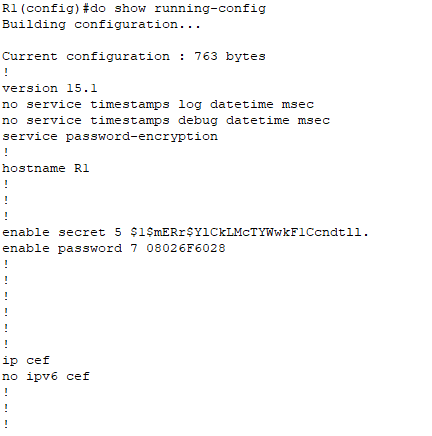 R1(config)#do show running-config
Building configuration...
Current configuration : 763 bytes
!
version 15.1
no service timestamps log datetime msec
no service timestamps debug datetime msec
service password-encryption
!
hostname R1
!
!
!
enable secret 5 $1$mERr$YlCkLMcTYWwkF1Ccndtll.
enable password 7 08026F6028
!
!
!
!
!
!
ip cef
no ipv6 cef
!
!
!